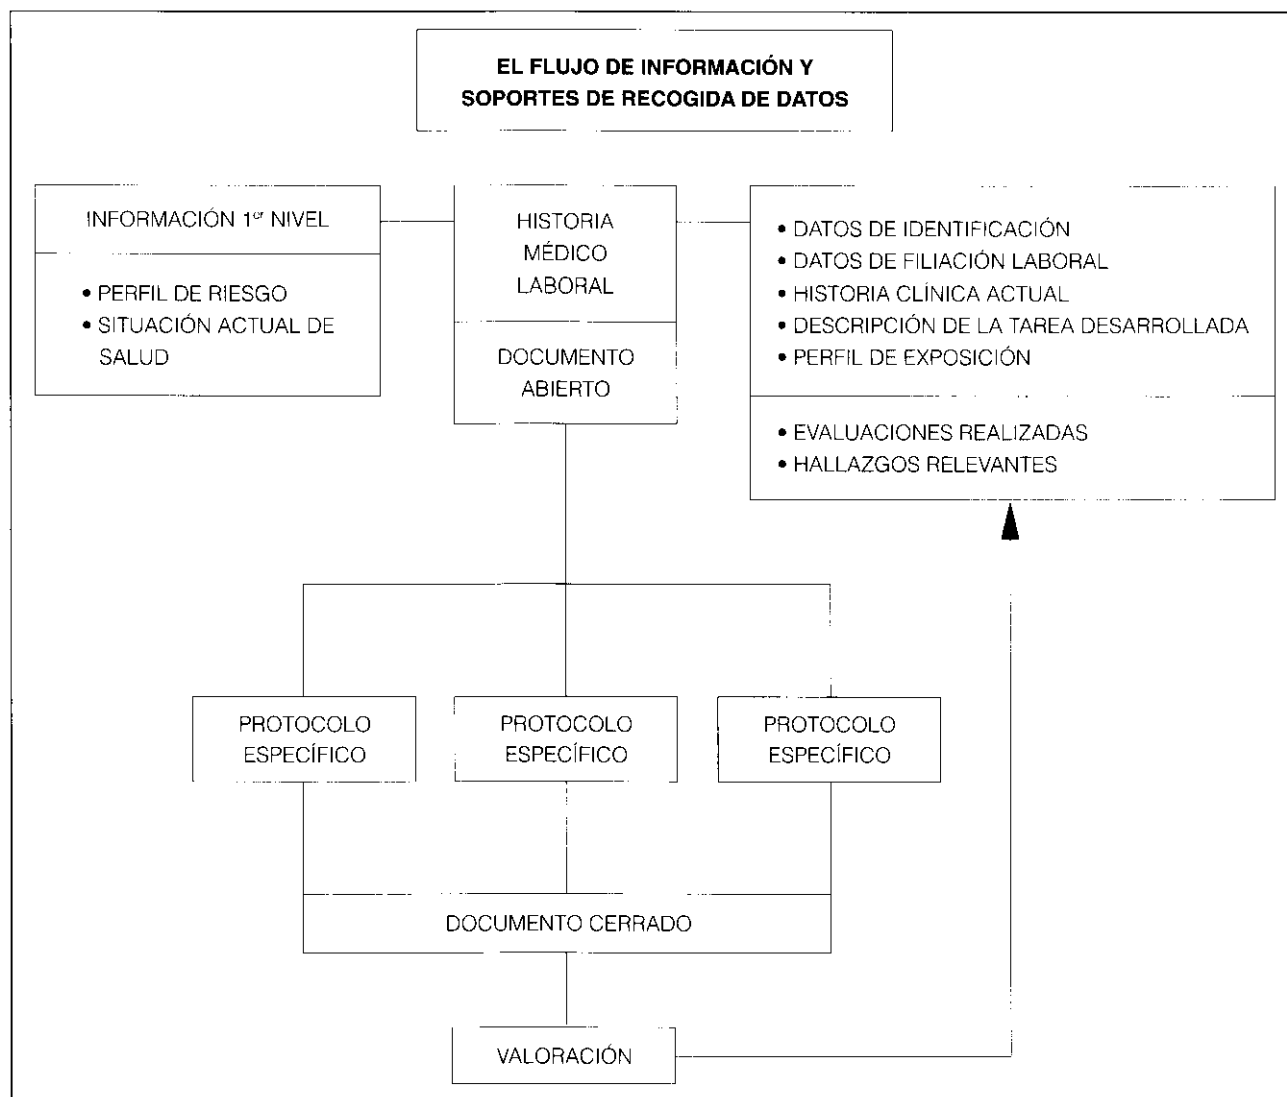 EL FLUJO DE INFORMACIÓN Y
SOPORTES DE RECOGIDA DE DATOS
INFORMACIÓN 1er NIVEL
• PERFIL DE RIESGO
• SITUACIÓN ACTUAL DE
SALUD
HISTORIA
MÉDICO
LABORAL
DOCUMENTO
ABIERTO
• DATOS DE IDENTIFICACIÓN
• DATOS DE FILIACIÓN LABORAL
• HISTORIA CLÍNICA ACTUAL
• DESCRIPCIÓN DE LA TAREA DESARROLLADA
• PERFIL DE EXPOSICIÓN
• EVALUACIONES REALIZADAS
• HALLAZGOS RELEVANTES
PROTOCOLO
ESPECÍFICO
PROTOCOLO
ESPECÍFICO
PROTOCOLO
ESPECÍFICO
DOCUMENTO CERRADO
VALORACIÓN